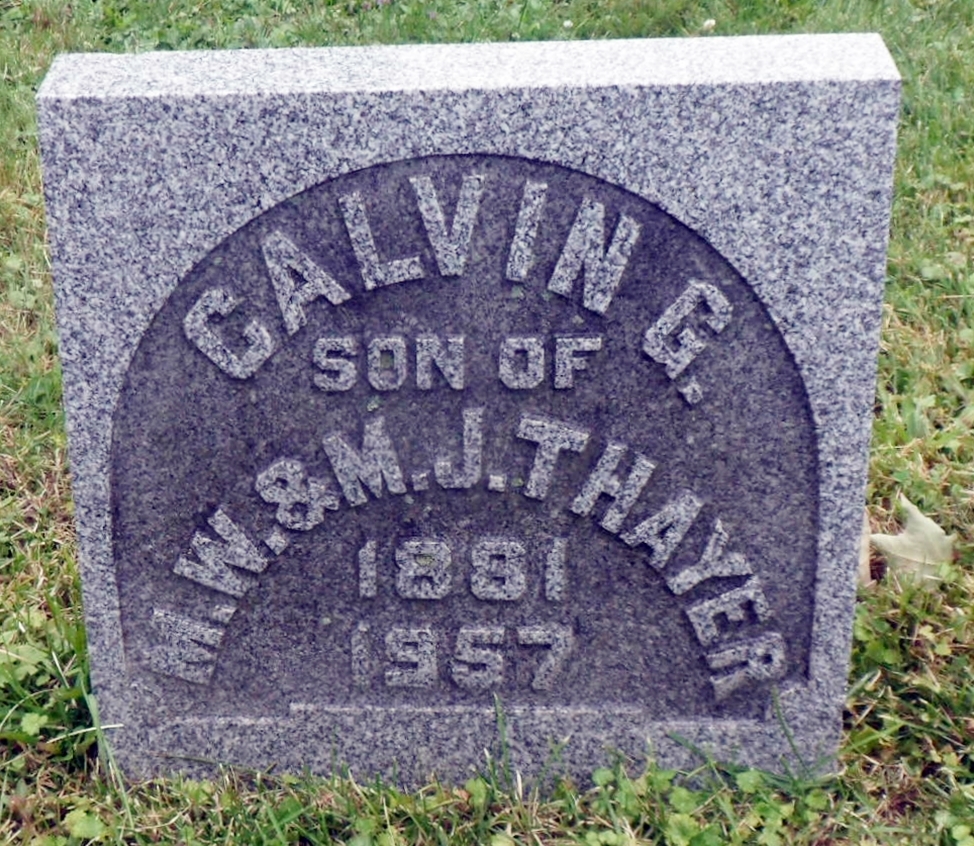 CALVIN G.
SON OF
M.W. & M.J. THAYER
1881
1957